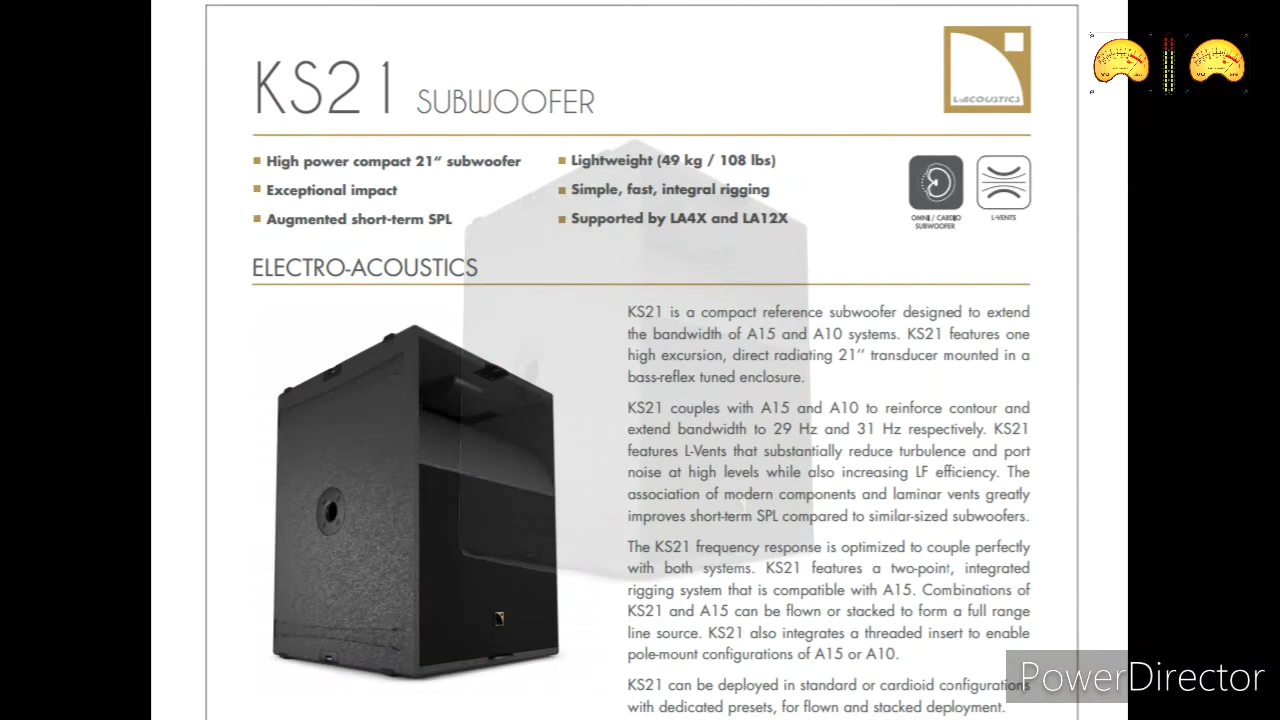 KS21 SUBWOOFER
L-ACOUSTICS
High power compact 21“ subwoofer
Exceptional impact
Augmented short-term SPL
Lightweight (49 kg / 108 lbs)
Simple, fast, integral rigging
Supported by LA4X and LA12X
OMNI / CARDIO
SUBWOOFER
L-VENTS
ELECTRO-ACOUSTICS
KS21 is a compact reference subwoofer designed to extend
the bandwidth of A15 and A10 systems. KS21 features one
high excursion, direct radiating 21’’ transducer mounted in a
bass-reflex tuned enclosure.
KS21 couples with A15 and A10 to reinforce contour and
extend bandwidth to 29 Hz and 31 Hz respectively. KS21
features L-Vents that substantially reduce turbulence and port
noise at high levels while also increasing LF efficiency. The
association of modern components and laminar vents greatly
improves short-term SPL compared to similar-sized subwoofers.
The KS21 frequency response is optimized to couple perfectly
with both systems. KS21 features a two-point, integrated
rigging system that is compatible with A15. Combinations of
KS21 and A15 can be flown or stacked to form a full range
line source. KS21 also integrates a threaded insert to enable
pole-mount configurations of A15 or A10.
KS21 can be deployed in standard or cardioid configurations
with dedicated presets, for flown and stacked deployment.
PowerDirector